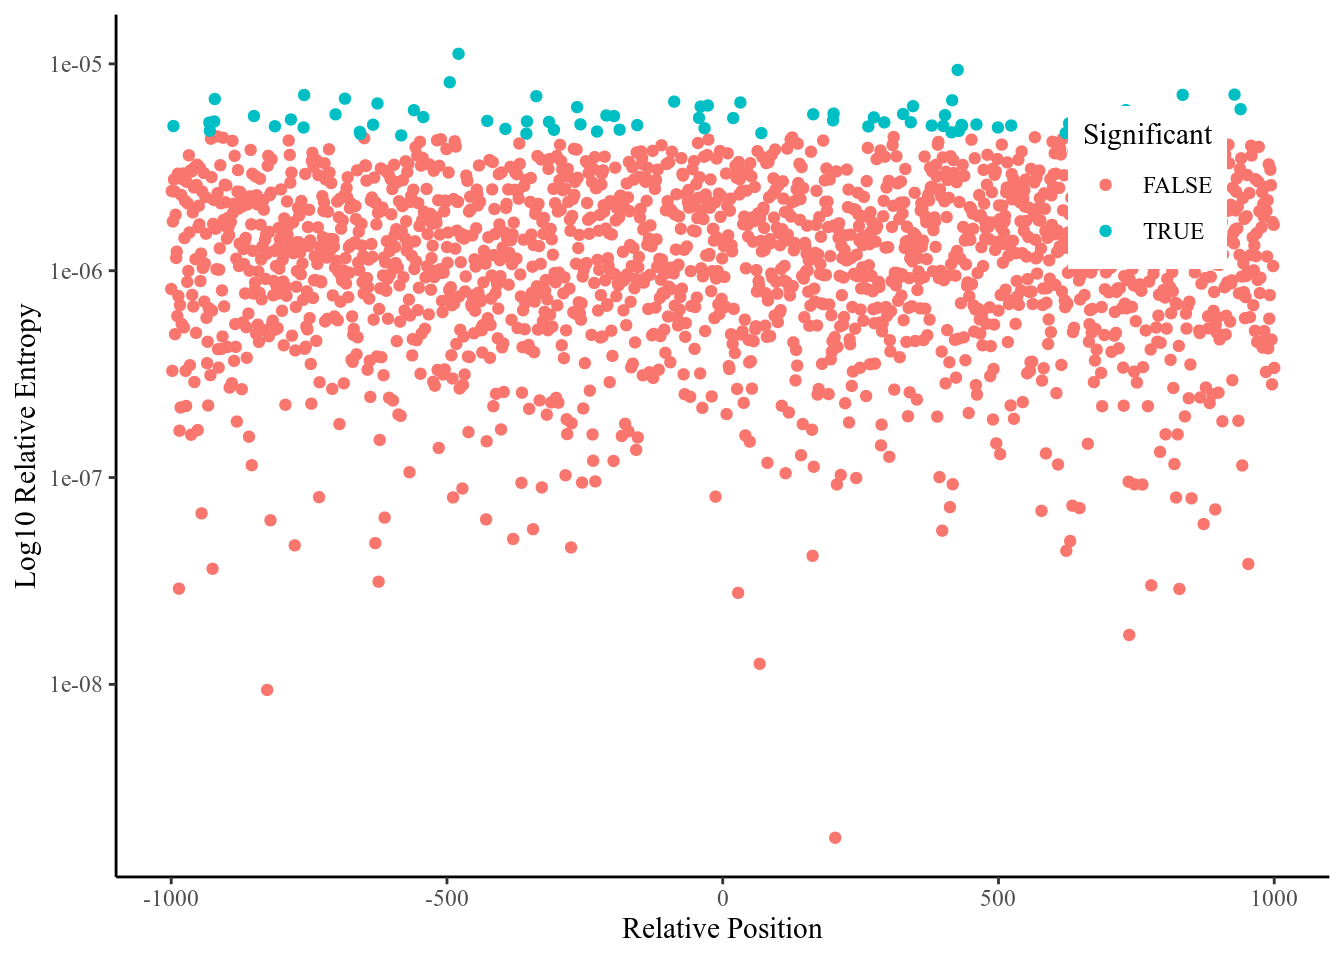 1e-05
1e-06
1e-07
1e-08
Log10 Relative Entropy
Significant
FALSE
TRUE
-1000
-500
0
500
1000
Relative Position